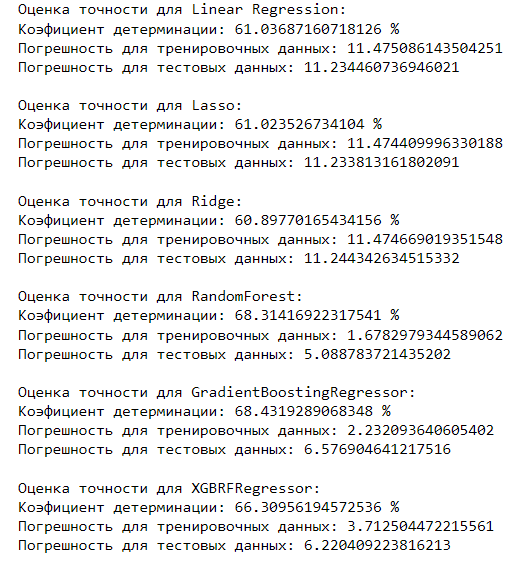 Оценка точности для Linear Regression:
Коэфициент детерминации: 61.03687160718126 %
Погрешность для тренировочных данных: 11.475086143504251
Погрешность для тестовых данных: 11.234460736946021
Оценка точности для Lasso:
Коэфициент детерминации: 61.023526734104 %
Погрешность для тренировочных данных: 11.474409996330188
Погрешность для тестовых данных: 11.233813161802091
Оценка точности для Ridge:
Коэфициент детерминации: 60.89770165434156 %
Погрешность для тренировочных данных: 11.474669019351548
Погрешность для тестовых данных: 11.244342634515332
Оценка точности для RandomForest:
Коэфициент детерминации: 68.31416922317541 %
Погрешность для тренировочных данных: 1.6782979344589062
Погрешность для тестовых данных: 5.088783721435202
Оценка точности для GradientBoostingRegressor:
Коэфициент детерминации: 68.4319289068348 %
Погрешность для тренировочных данных: 2.232093640605402
Погрешность для тестовых данных: 6.576904641217516
Оценка точности для XGBRFRegressor:
Коэфициент детерминации: 66.30956194572536 %
Погрешность для тренировочных данных: 3.712504472215561
Погрешность для тестовых данных: 6.220409223816213